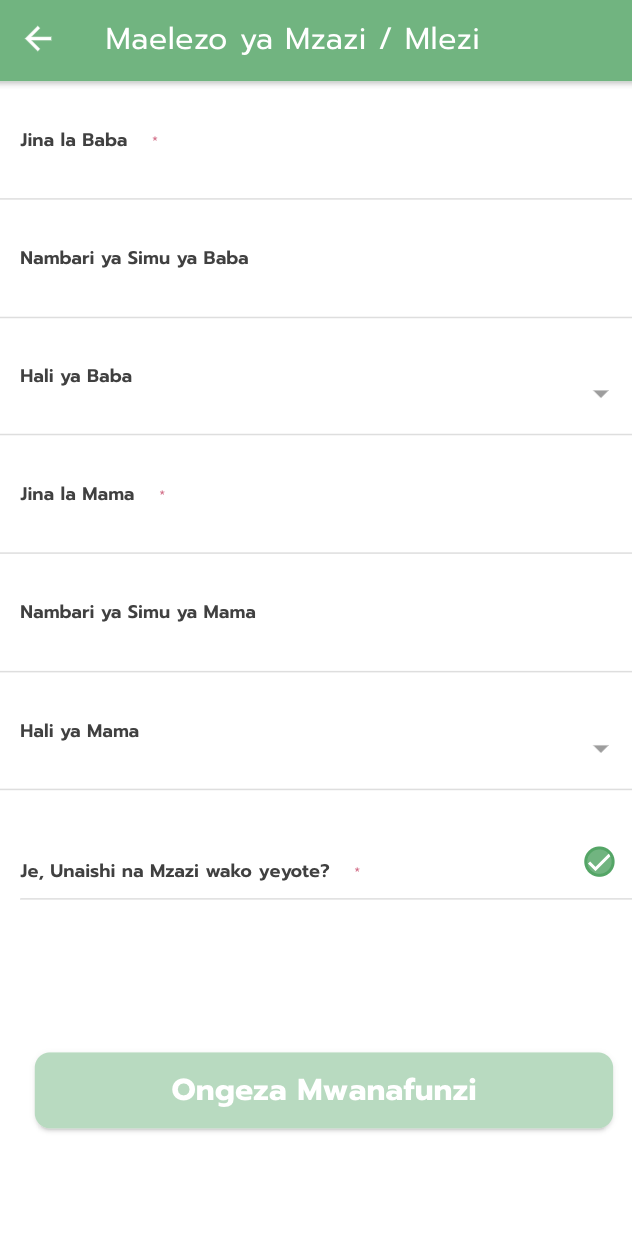 Maelezo ya Mzazi / Mlezi
Jina la Baba *
Nambari ya Simu ya Baba
Hali ya Baba
Jina la Mama *
Nambari ya Simu ya Mama
Hali ya Mama
Je, Unaishi na Mzazi wako yeyote? *
Ongeza Mwanafunzi